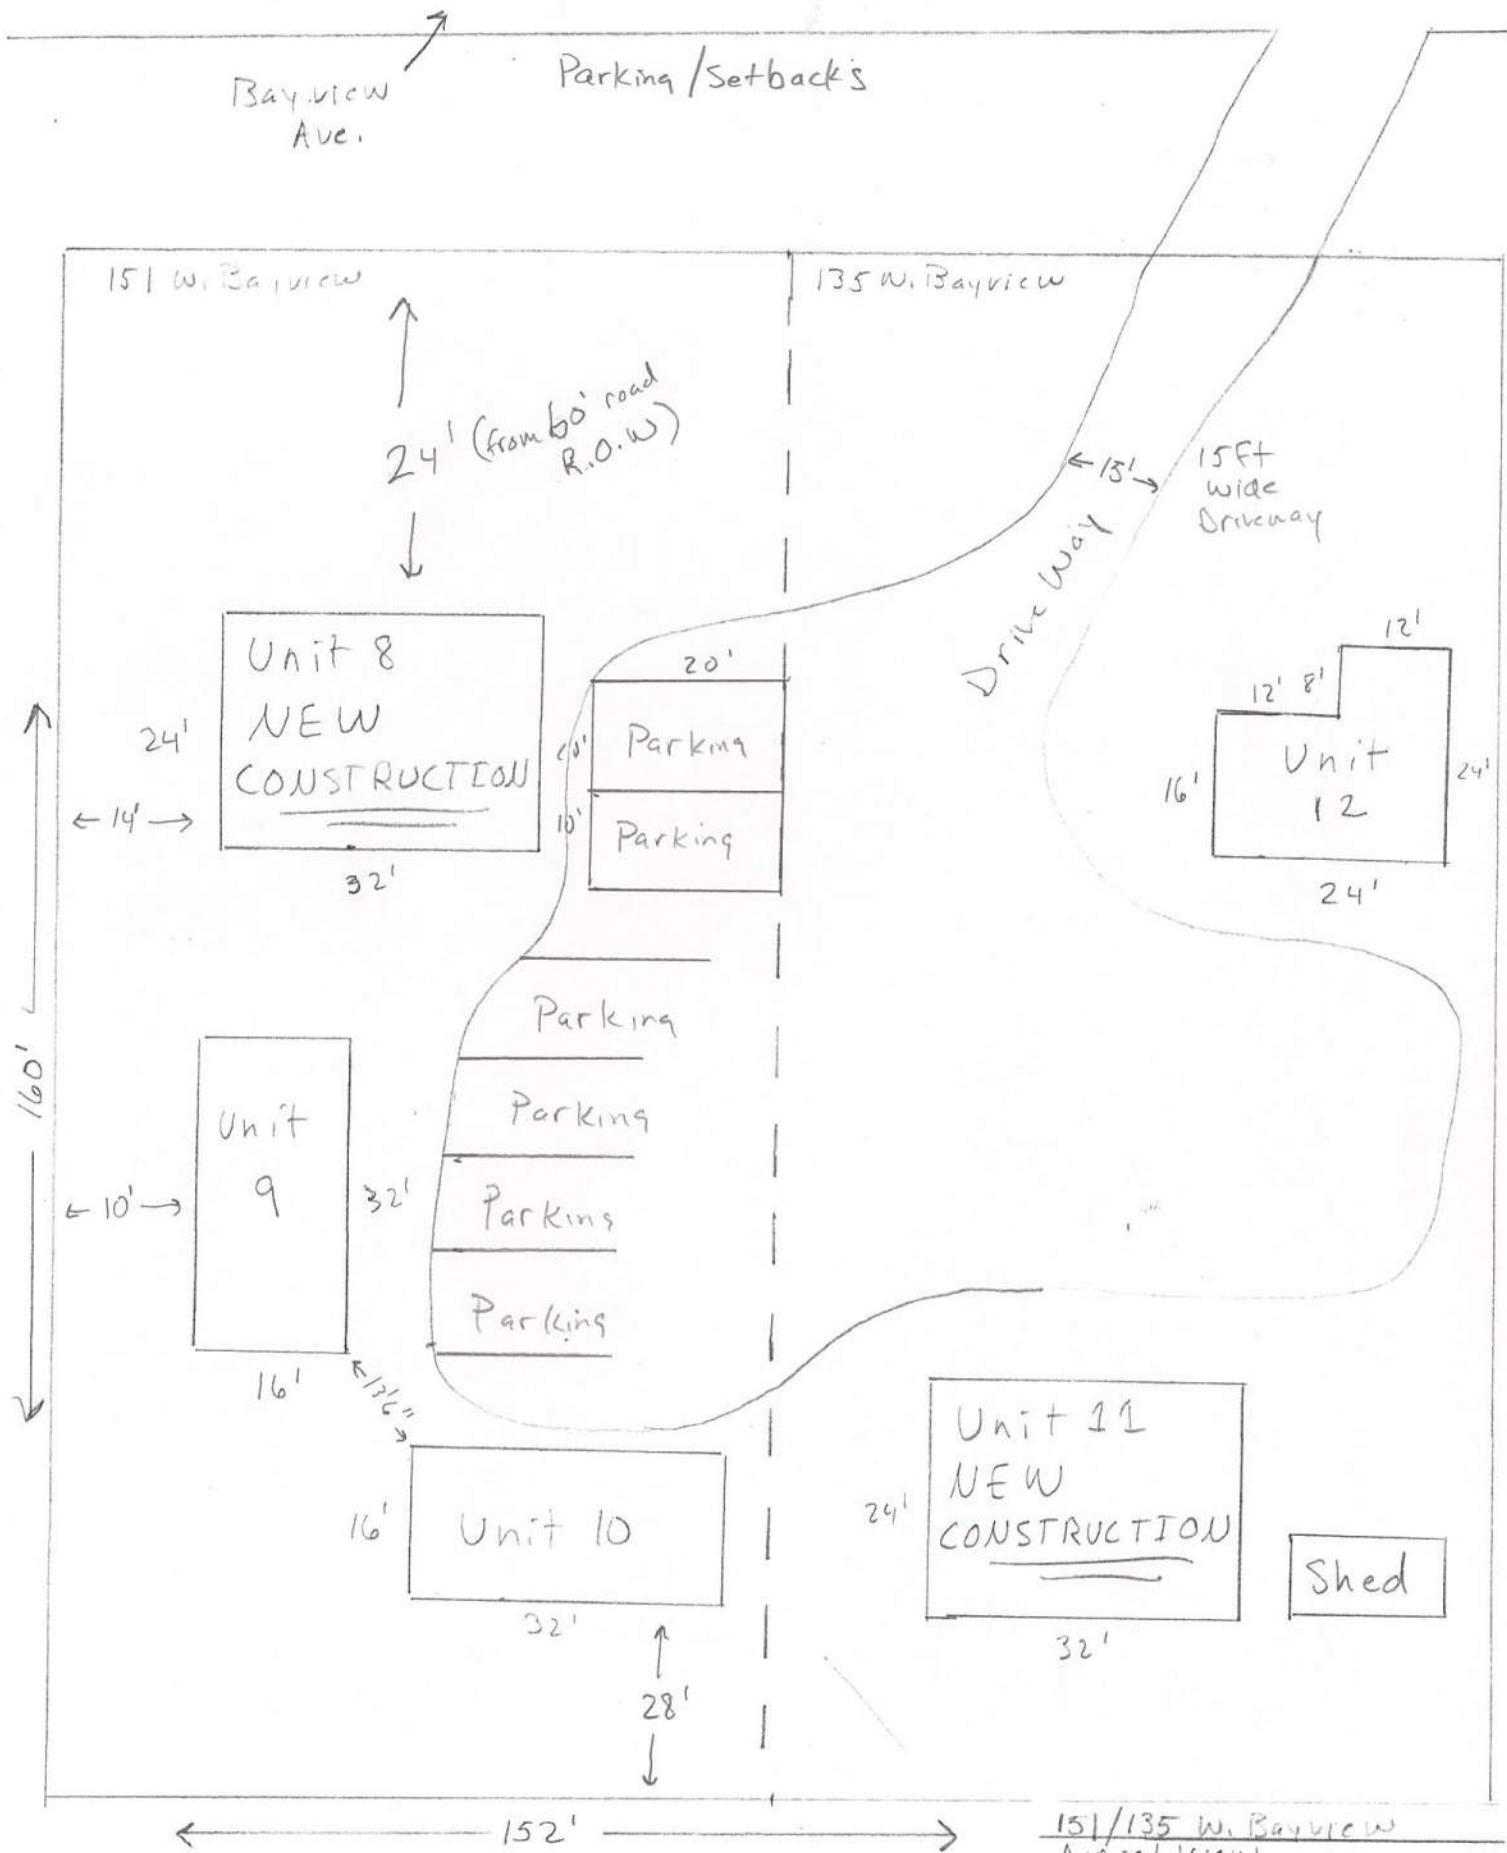 Bayview
Ave.
Parking/Setback's
151 W. Bayview
135 W. Bayview
24' (from 60' road
R.O.W)
←15'→
15Ft
wide
Driveway
Drive Way
Unit 8
NEW
CONSTRUCTION
24'
←14'→
32'
20'
10'
Parking
Parking
12'
12' 8'
Unit
12
16'
24'
24'
160'
Parking
Parking
Parking
Parking
Unit
9
32'
←10'→
16'
13'6"
Unit 10
16'
32'
28'
Unit 11
NEW
CONSTRUCTION
24'
32'
Shed
152'
151/135 W. Bayview